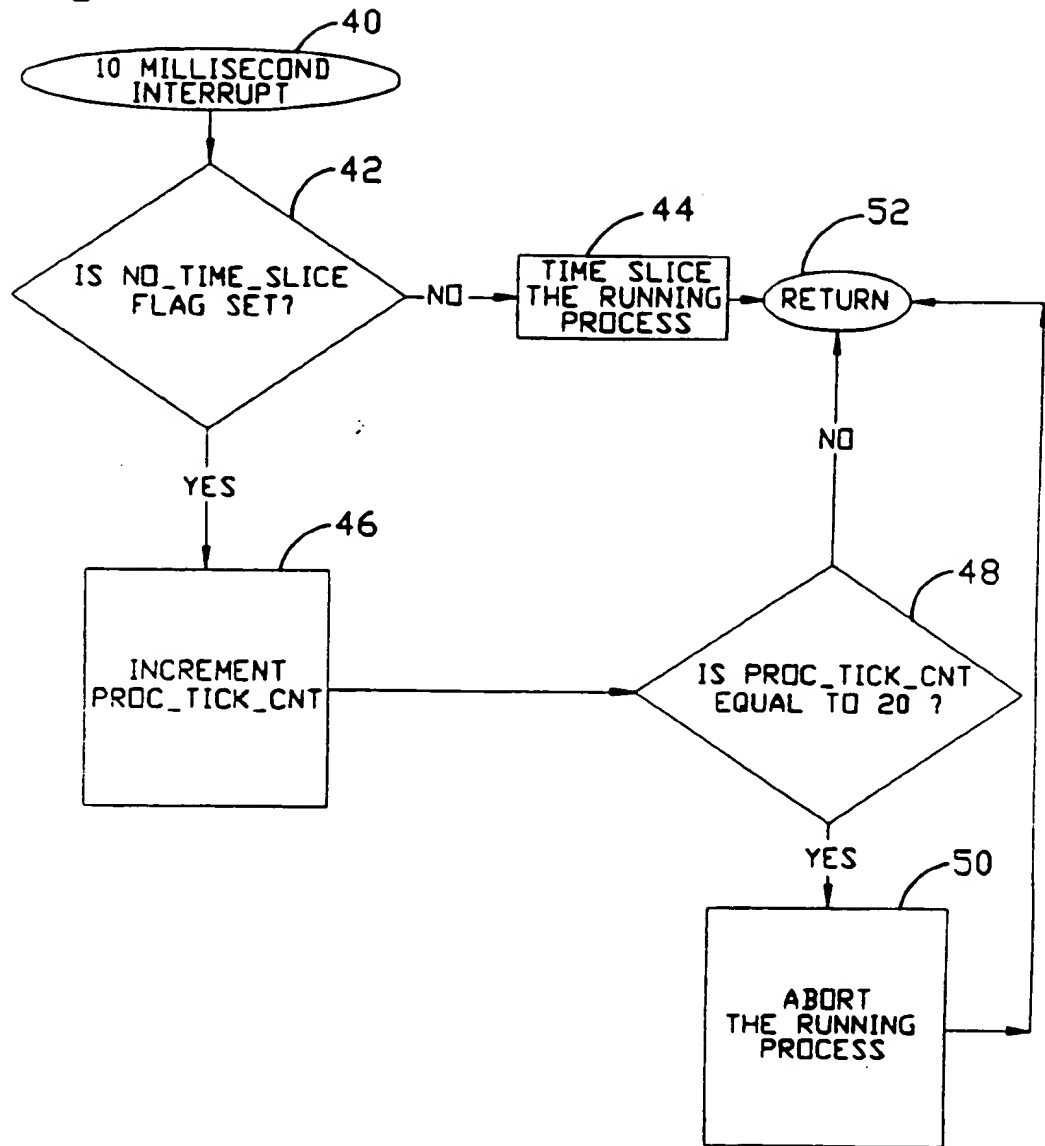 40
10 MILLISECOND
INTERRUPT
42
IS NO_TIME_SLICE
FLAG SET?
NO
44
TIME SLICE
THE RUNNING
PROCESS
52
RETURN
YES
NO
46
INCREMENT
PROC_TICK_CNT
48
IS PROC_TICK_CNT
EQUAL TO 20 ?
YES
50
ABORT
THE RUNNING
PROCESS